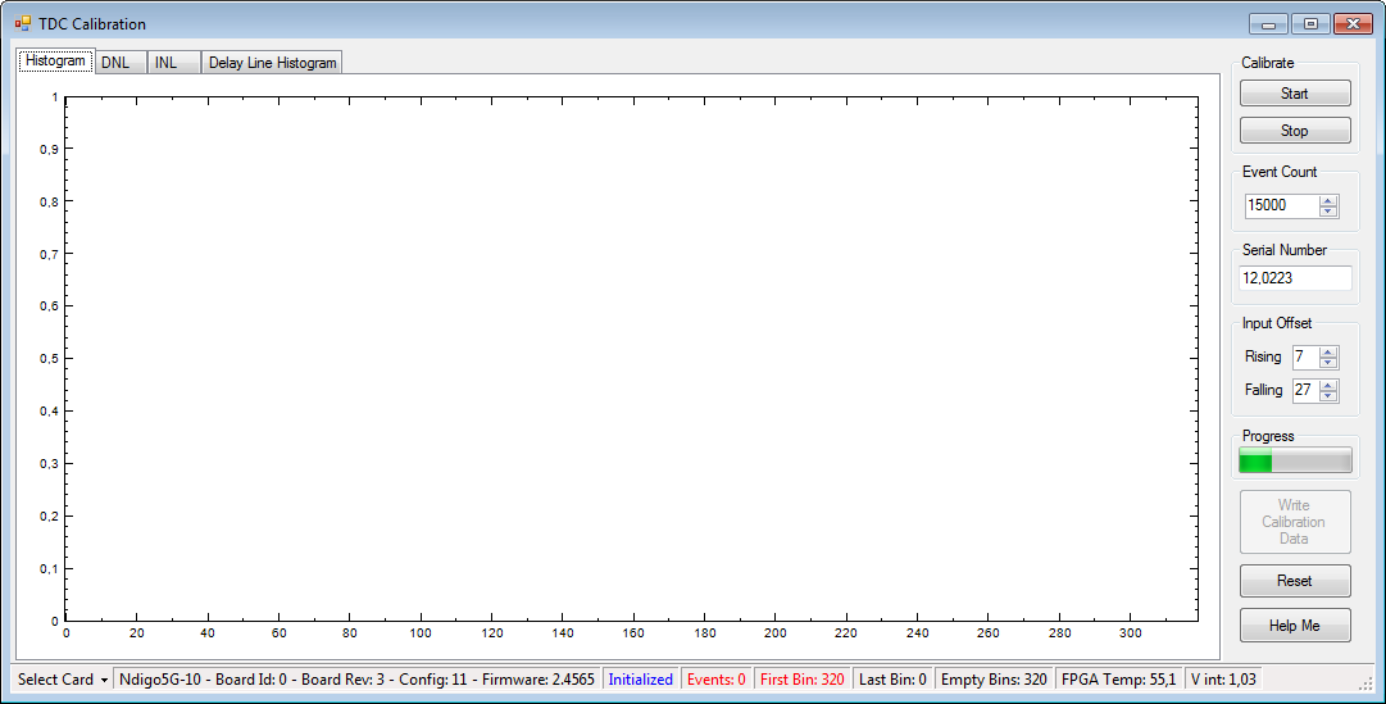 TDC Calibration
Histogram DNL INL Delay Line Histogram
1
0,9
0,8
0,7
0,6
0,5
0,4
0,3
0,2
0,1
0
0 20 40 60 80 100 120 140 160 180 200 220 240 260 280 300
Calibrate
Start
Stop
Event Count
15000
Serial Number
12,0223
Input Offset
Rising 7
Falling 27
Progress
Write
Calibration
Data
Reset
Help Me
Select Card Ndigo5G-10 - Board Id: 0 - Board Rev: 3 - Config: 11 - Firmware: 2.4565 Initialized Events: 0 First Bin: 320 Last Bin: 0 Empty Bins: 320 FPGA Temp: 55,1 V int: 1,03